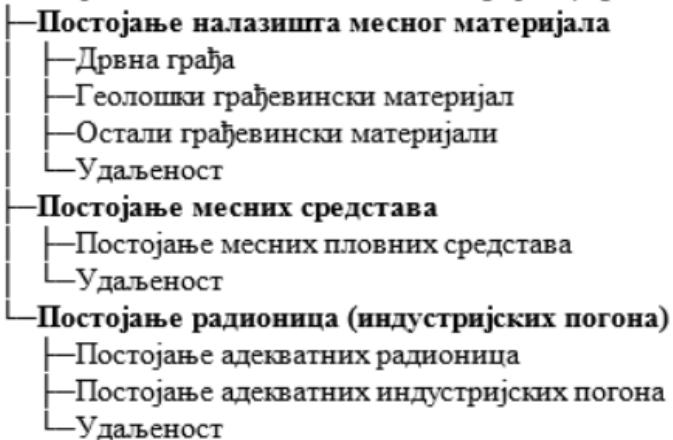 Постојање налазишта месног материјала
Дрвна грађа
Геолошки грађевински материјал
Остали грађевински материјали
Удаљеност
Постојање месних средстава
Постојање месних пловних средстава
Удаљеност
Постојање радионица (индустријских погона)
Постојање адекватних радионица
Постојање адекватних индустријских погона
Удаљеност